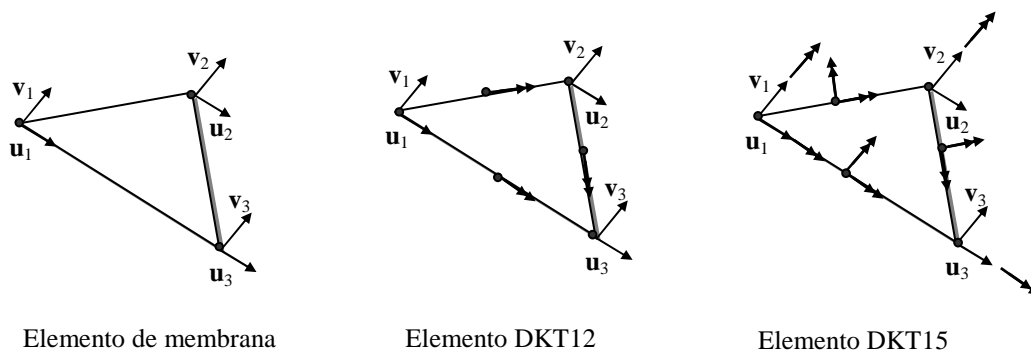 v2
v1
u2
u1
v3
u3
Elemento de membrana
v2
v1
u2
u1
v3
u3
Elemento DKT12
v2
v1
u2
u1
v3
u3
Elemento DKT15